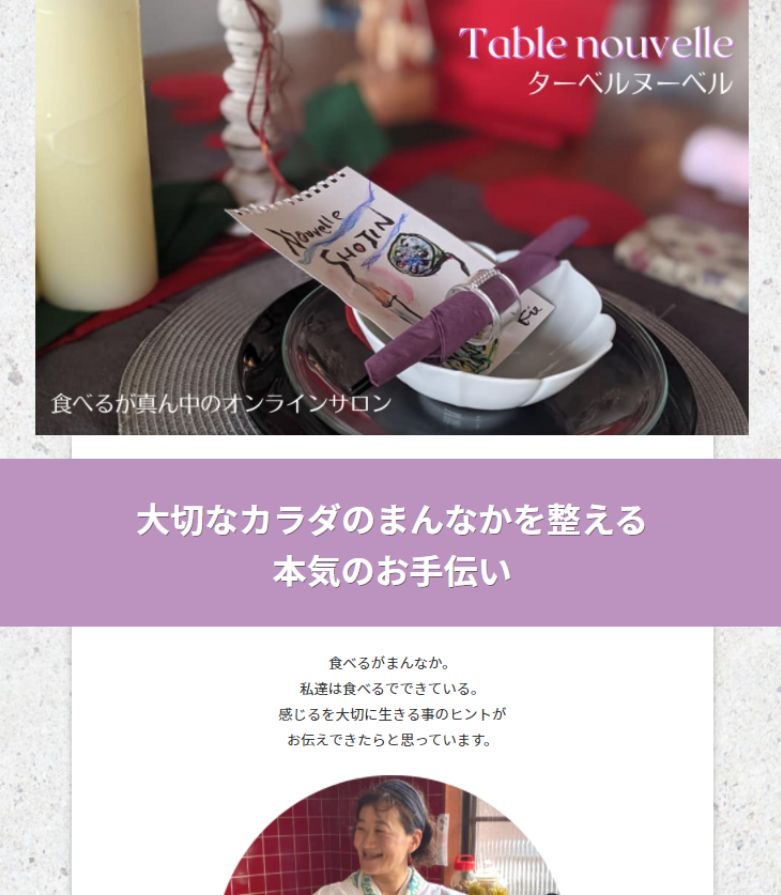 Table nouvelle
ターベルヌーベル
Nouvelle
SHOJIN
食べるが真ん中のオンラインサロン
大切なカラダのまんなかを整える
本気のお手伝い
食べるがまんなか。
私達は食べるでできている。
感じるを大切に生きる事のヒントが
お伝えできたらと思っています。